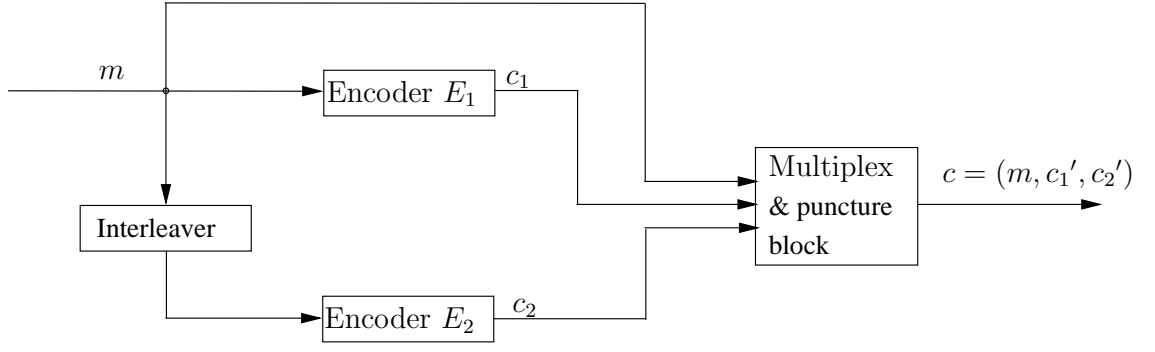 m
Encoder E₁
c₁
Multiplex
& puncture
block
c = (m, c₁′, c₂′)
Interleaver
Encoder E₂
c₂